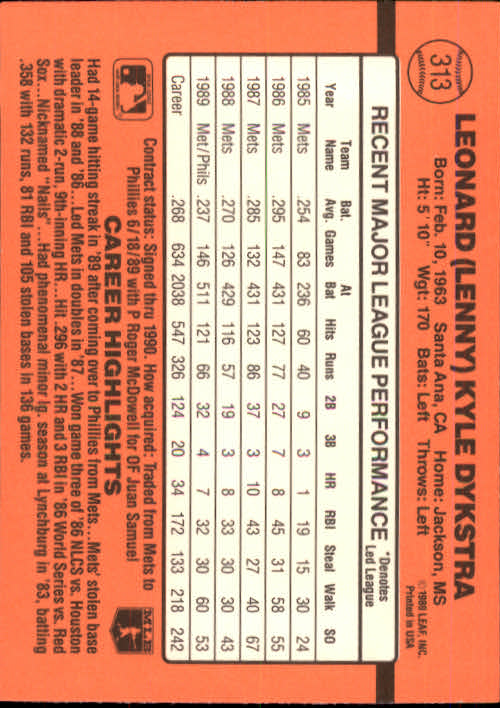 313
LEONARD (LENNY) KYLE DYKSTRA
Born: Feb. 10, 1963 Santa Ana, CA Home: Jackson, MS
Ht: 5' 10" Wgt: 170 Bats: Left Throws: Left
©1989 LEAF, INC.
Printed in USA
RECENT MAJOR LEAGUE PERFORMANCE
*Denotes
Led League
Year Team Name Bat. Avg. Games At Bat Hits Runs 2B 3B HR RBI Steal Walk SO
1985 Mets .254 83 236 60 40 9 3 1 19 15 30 24
1986 Mets .295 147 431 127 77 27 7 8 45 31 58 55
1987 Mets .285 132 431 123 86 37 3 10 43 27 40 67
1988 Mets .270 126 429 116 57 19 3 8 33 30 30 43
1989 Met/Phils .237 146 511 121 66 32 4 7 32 30 60 53
Career .268 634 2038 547 326 124 20 34 172 133 218 242
Contract status: Signed thru 1990. How acquired: Traded from Mets to
Phillies 6/18/89 with P Roger McDowell for OF Juan Samuel
MLB
CAREER HIGHLIGHTS
Had 14-game hitting streak in '89 after coming over to Phillies from Mets...Mets' stolen base
leader in '88 and '86...Led Mets in doubles in '87...Won game three of '86 NLCS vs. Houston
with dramatic 2-run, 9th-inning HR...Hit .296 with 2 HR and 3 RBI in '86 World Series vs. Red
Sox...Nicknamed "Nails"...Had phenomenal minor lg. season at Lynchburg in '83, batting
.358 with 132 runs, 81 RBI and 105 stolen bases in 136 games.